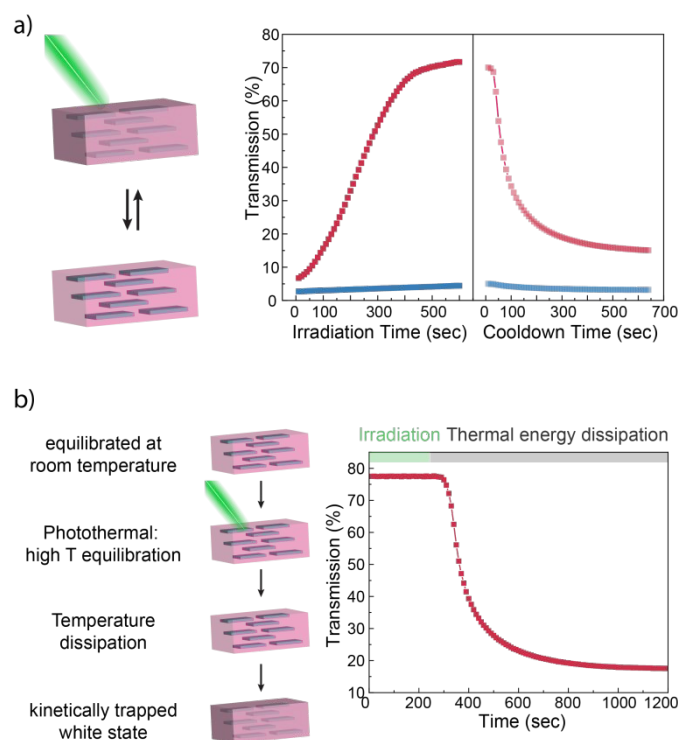 a)
Transmission (%)
80
70
60
50
40
30
20
10
0
0 100 300 500
Irradiation Time (sec)
0 100 300 500 700
Cooldown Time (sec)
b)
equilibrated at
room temperature
Photothermal:
high T equilibration
Temperature
dissipation
kinetically trapped
white state
Irradiation Thermal energy dissipation
Transmission (%)
80
70
60
50
40
30
20
10
0 200 400 600 800 1000 1200
Time (sec)